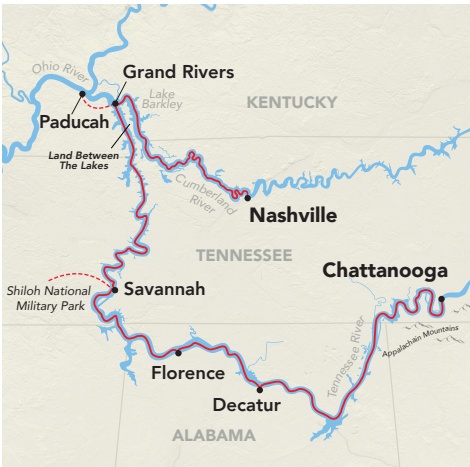 Ohio River
Grand Rivers
Lake
Barkley
KENTUCKY
Paducah
Land Between
The Lakes
Cumberland
River
Nashville
TENNESSEE
Chattanooga
Shiloh National
Military Park
Savannah
Tennessee River
Appalachain Mountains
Florence
Decatur
ALABAMA